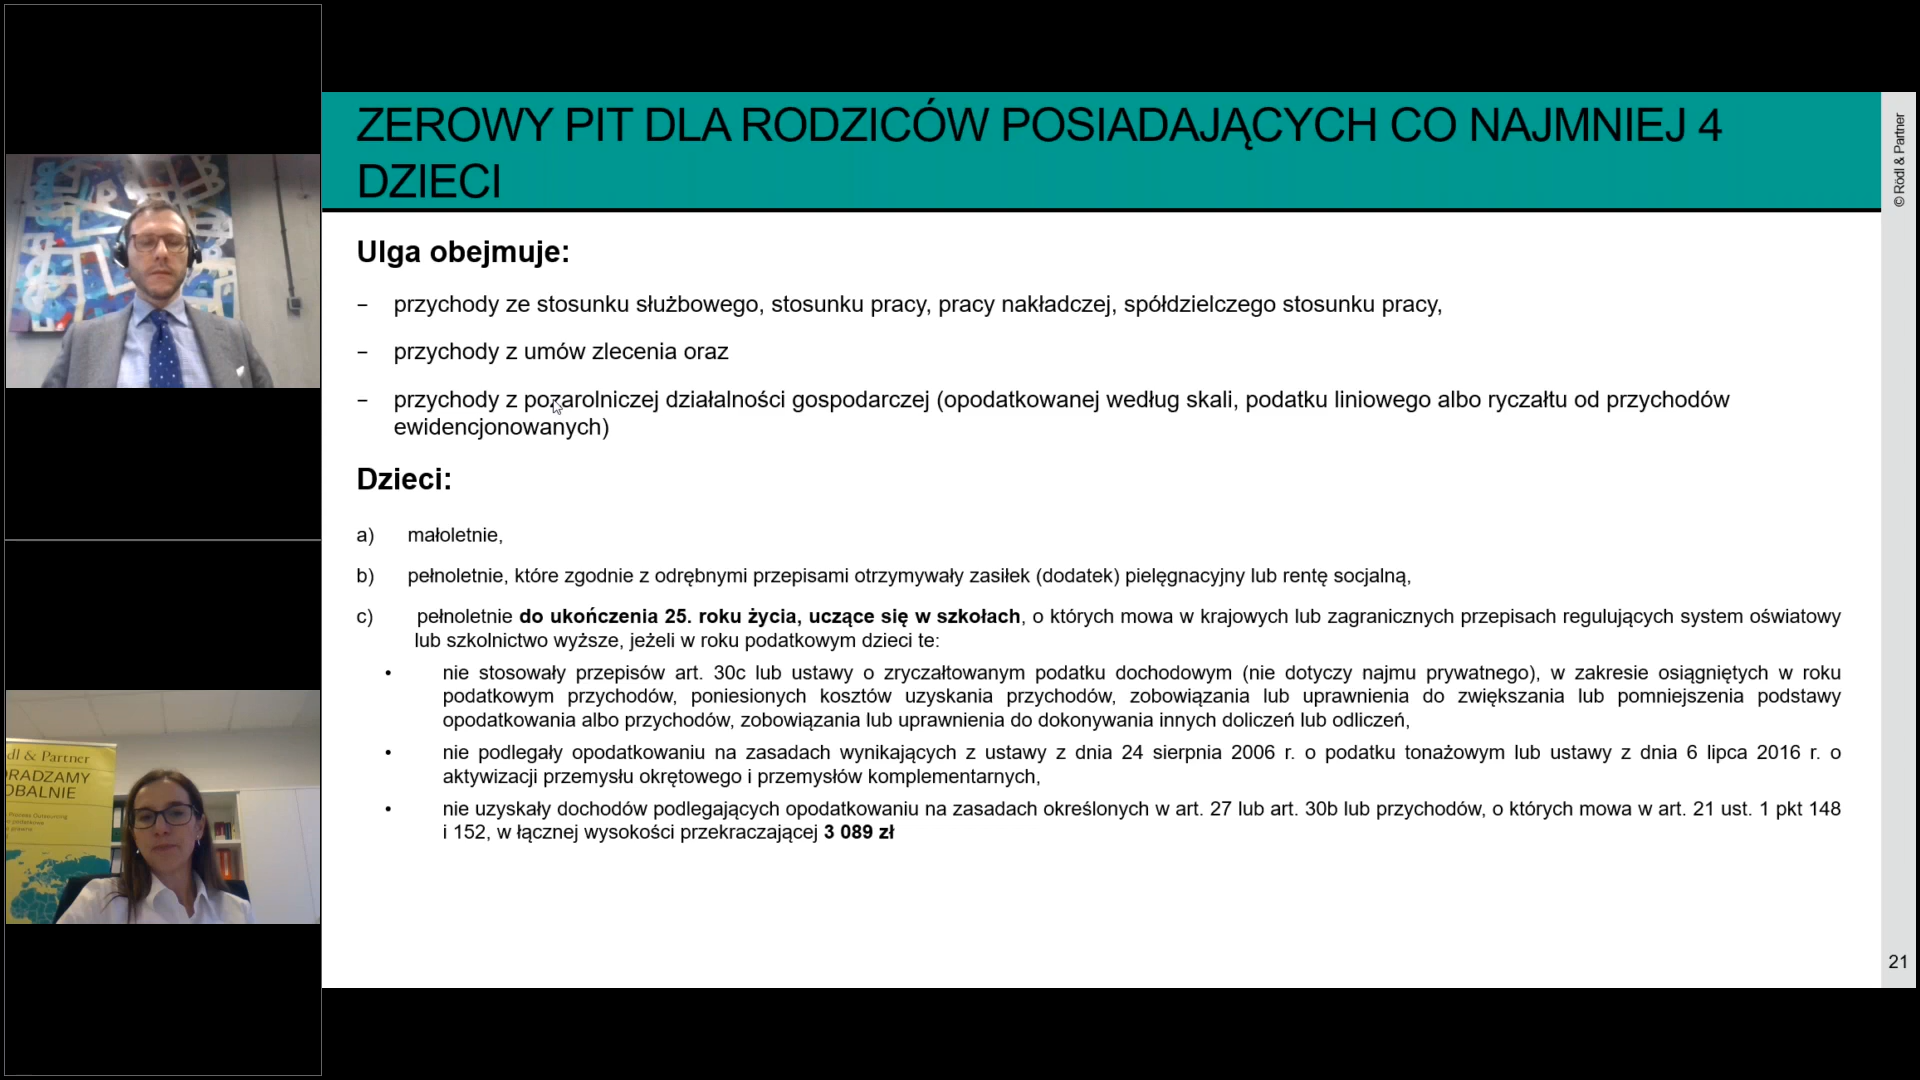 ZEROWY PIT DLA RODZICÓW POSIADAJĄCYCH CO NAJMNIEJ 4
DZIECI
© Rödl & Partner
Ulga obejmuje:
– przychody ze stosunku służbowego, stosunku pracy, pracy nakładczej, spółdzielczego stosunku pracy,
– przychody z umów zlecenia oraz
– przychody z pozarolniczej działalności gospodarczej (opodatkowanej według skali, podatku liniowego albo ryczałtu od przychodów
ewidencjonowanych)
Dzieci:
a) małoletnie,
b) pełnoletnie, które zgodnie z odrębnymi przepisami otrzymywały zasiłek (dodatek) pielęgnacyjny lub rentę socjalną,
c) pełnoletnie do ukończenia 25. roku życia, uczące się w szkołach, o których mowa w krajowych lub zagranicznych przepisach regulujących system oświatowy
lub szkolnictwo wyższe, jeżeli w roku podatkowym dzieci te:
• nie stosowały przepisów art. 30c lub ustawy o zryczałtowanym podatku dochodowym (nie dotyczy najmu prywatnego), w zakresie osiągniętych w roku
podatkowym przychodów, poniesionych kosztów uzyskania przychodów, zobowiązania lub uprawnienia do zwiększania lub pomniejszenia podstawy
opodatkowania albo przychodów, zobowiązania lub uprawnienia do dokonywania innych doliczeń lub odliczeń,
• nie podlegały opodatkowaniu na zasadach wynikających z ustawy z dnia 24 sierpnia 2006 r. o podatku tonażowym lub ustawy z dnia 6 lipca 2016 r. o
aktywizacji przemysłu okrętowego i przemysłów komplementarnych,
• nie uzyskały dochodów podlegających opodatkowaniu na zasadach określonych w art. 27 lub art. 30b lub przychodów, o których mowa w art. 21 ust. 1 pkt 148
i 152, w łącznej wysokości przekraczającej 3 089 zł
21
dl & Partner
RADZAMY
OBALNIE